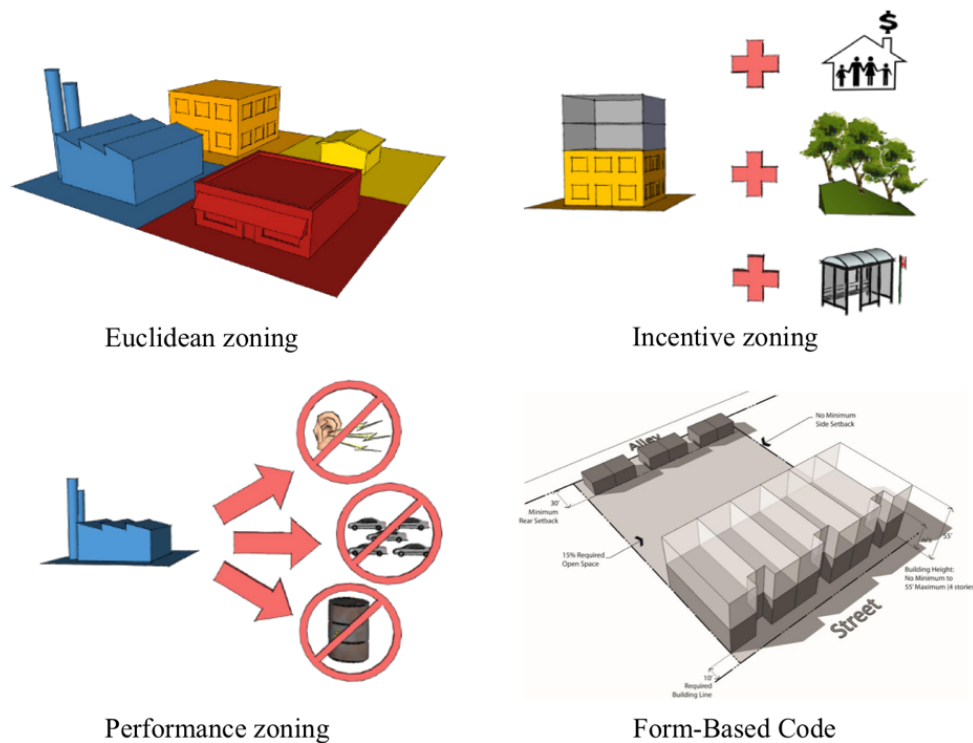 $
Euclidean zoning
Incentive zoning
Alley
No Minimum
Side Setback
30'
Minimum
Rear Setback
15% Required
Open Space
55'
Building Height:
No Minimum to
55' Maximum (4 stories
Street
10'
Required
Building Line
Performance zoning
Form-Based Code